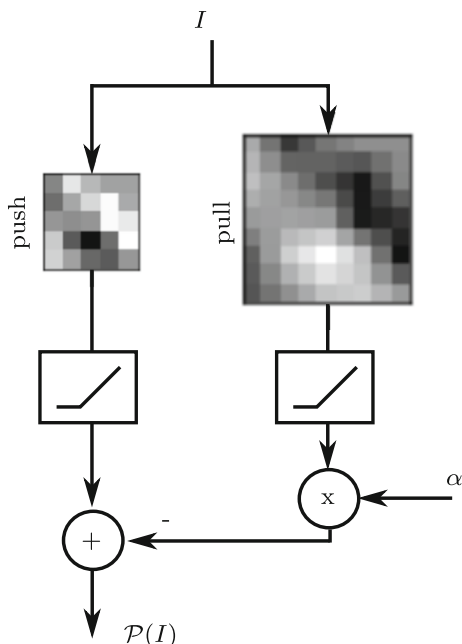 I
push
pull
x
α
-
+
𝒫(I)